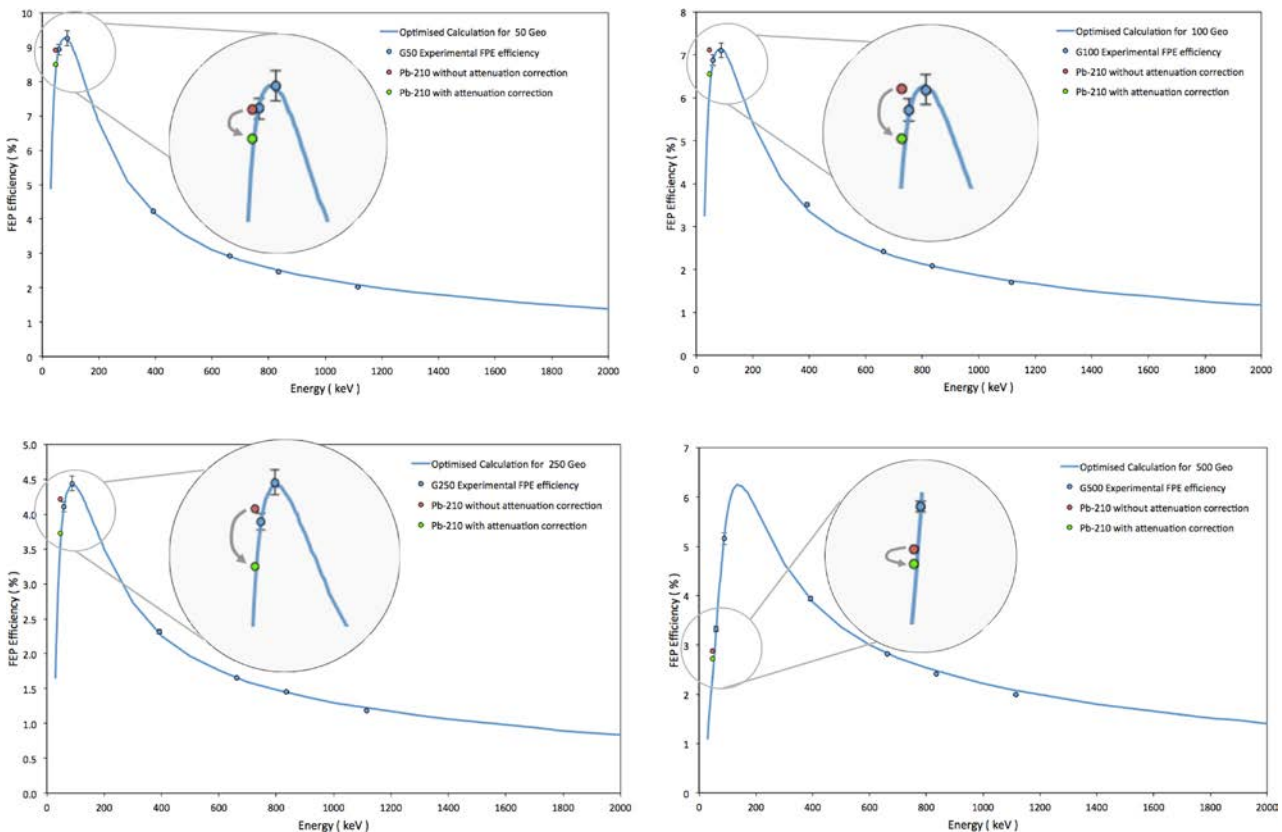 10
9
8
7
6
5
4
3
2
1
0
FEP Efficiency ( % )
Optimised Calculation for 50 Geo
G50 Experimental FPE efficiency
Pb-210 without attenuation correction
Pb-210 with attenuation correction
0 200 400 600 800 1000 1200 1400 1600 1800 2000
Energy ( keV )
8
7
6
5
4
3
2
1
0
FEP Efficiency ( % )
Optimised Calculation for 100 Geo
G100 Experimental FPE efficiency
Pb-210 without attenuation correction
Pb-210 with attenuation correction
0 200 400 600 800 1000 1200 1400 1600 1800 2000
Energy ( keV )
5.0
4.5
4.0
3.5
3.0
2.5
2.0
1.5
1.0
0.5
0.0
FEP Efficiency ( % )
Optimised Calculation for 250 Geo
G250 Experimental FPE efficiency
Pb-210 without attenuation correction
Pb-210 with attenuation correction
0 200 400 600 800 1000 1200 1400 1600 1800 2000
Energy ( keV )
7
6
5
4
3
2
1
0
FEP Efficiency ( % )
Optimised Calculation for 500 Geo
G500 Experimental FPE efficiency
Pb-210 without attenuation correction
Pb-210 with attenuation correction
0 200 400 600 800 1000 1200 1400 1600 1800 2000
Energy ( keV )